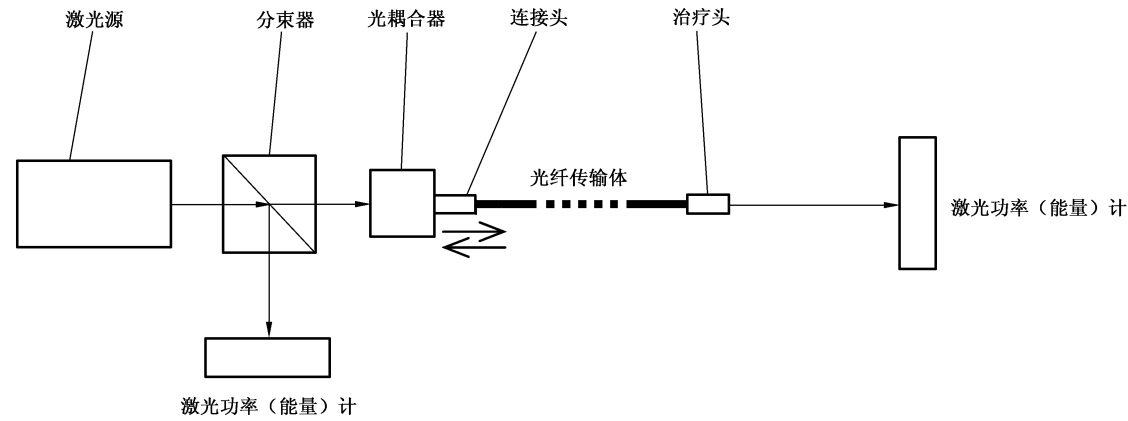 激光源
分束器
光耦合器
连接头
治疗头
光纤传输体
激光功率（能量）计
激光功率（能量）计